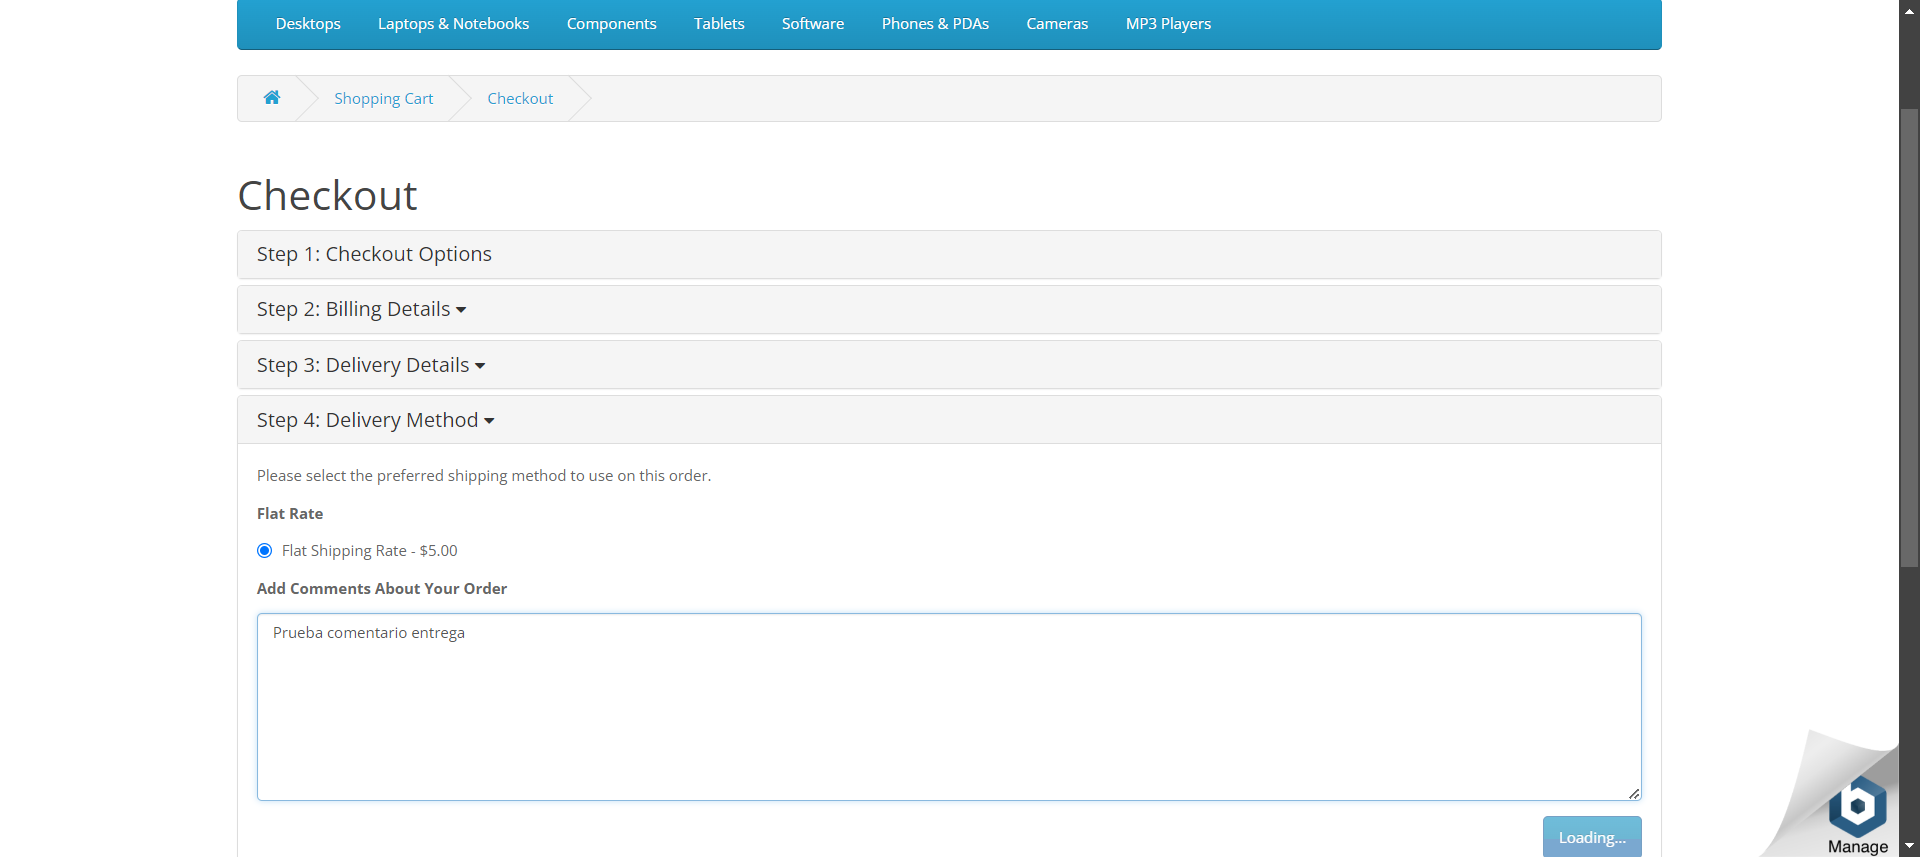 Desktops Laptops & Notebooks Components Tablets Software Phones & PDAs Cameras MP3 Players
Shopping Cart Checkout
Checkout
Step 1: Checkout Options
Step 2: Billing Details
Step 3: Delivery Details
Step 4: Delivery Method
Please select the preferred shipping method to use on this order.
Flat Rate
Flat Shipping Rate - $5.00
Add Comments About Your Order
Prueba comentario entrega
Loading...
Manage